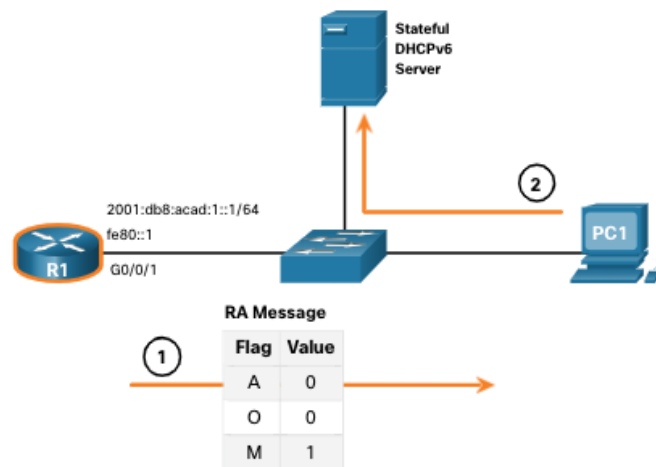 Stateful
DHCPv6
Server
2
2001:db8:acad:1::1/64
fe80::1
PC1
R1
G0/0/1
RA Message
1
Flag Value
A 0
O 0
M 1